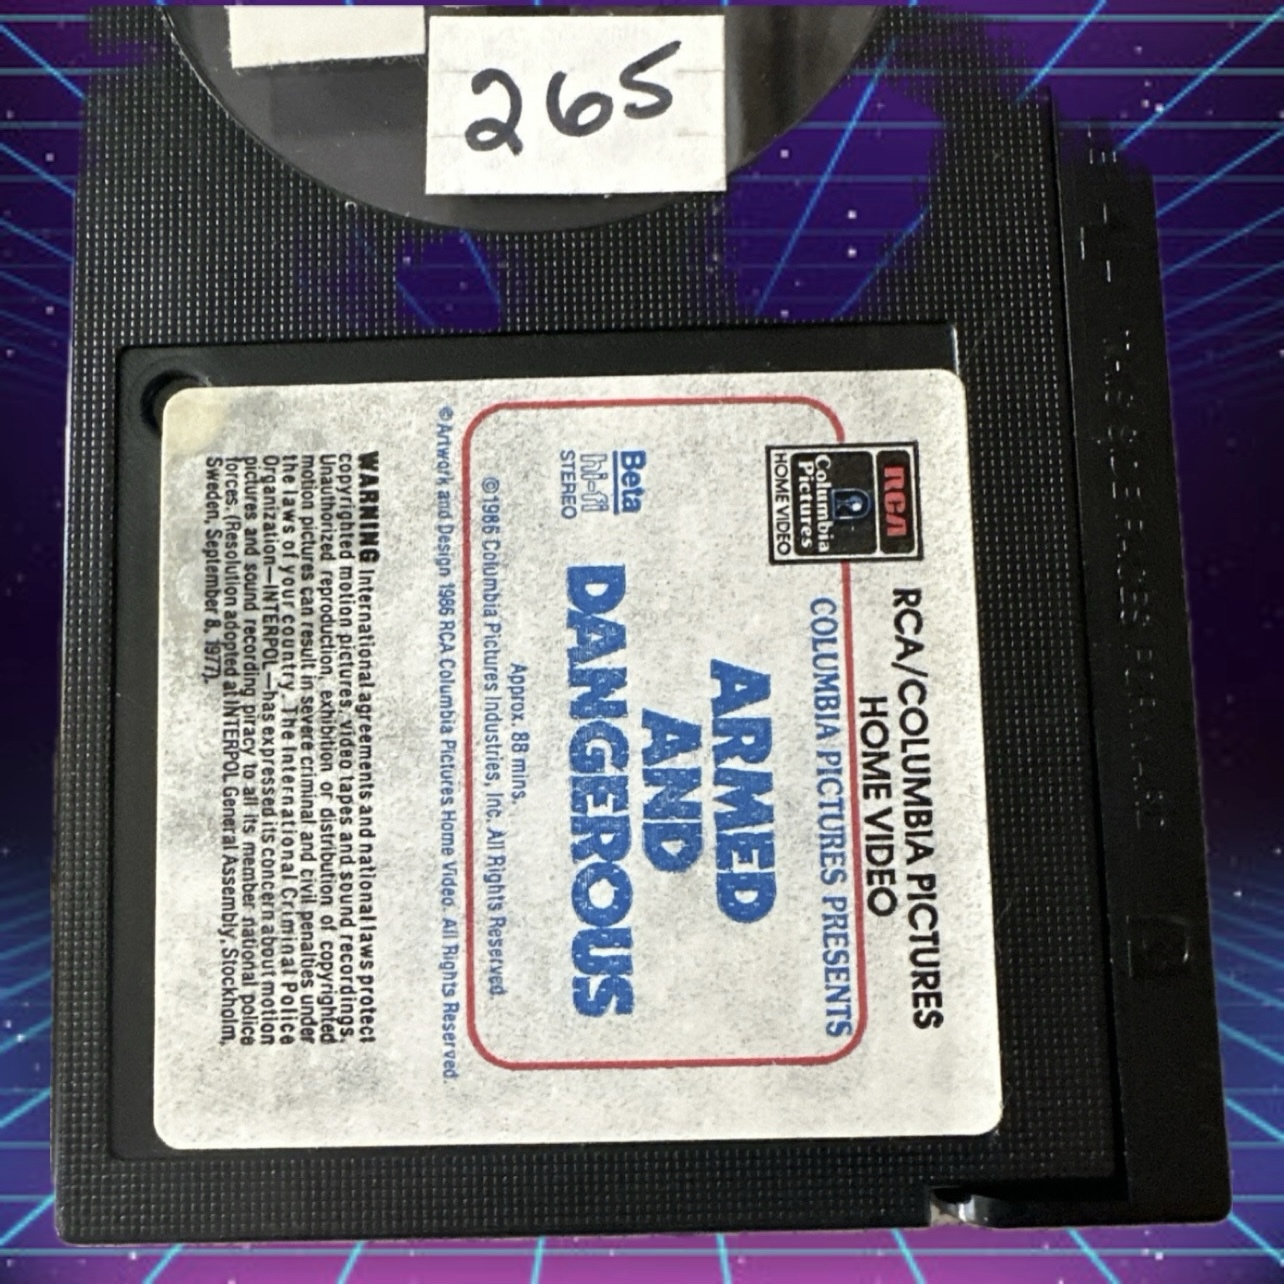 265
RCA
Columbia
Pictures
HOME VIDEO
RCA/COLUMBIA PICTURES
HOME VIDEO
COLUMBIA PICTURES PRESENTS
ARMED
AND
DANGEROUS
Beta
hi-fi
STEREO
Approx. 88 mins.
©1986 Columbia Pictures Industries, Inc. All Rights Reserved.
©Artwork and Design 1986 RCA Columbia Pictures Home Video. All Rights Reserved.
WARNING International agreements and national laws protect
copyrighted motion pictures, video tapes and sound recordings.
Unauthorized reproduction, exhibition or distribution of copyrighted
motion pictures can result in severe criminal and civil penalties under
the laws of your country. The International Criminal Police
Organization—INTERPOL—has expressed its concern about motion
pictures and sound recording piracy to all its member national police
forces. (Resolution adopted at INTERPOL General Assembly, Stockholm,
Sweden, September 8, 1977).